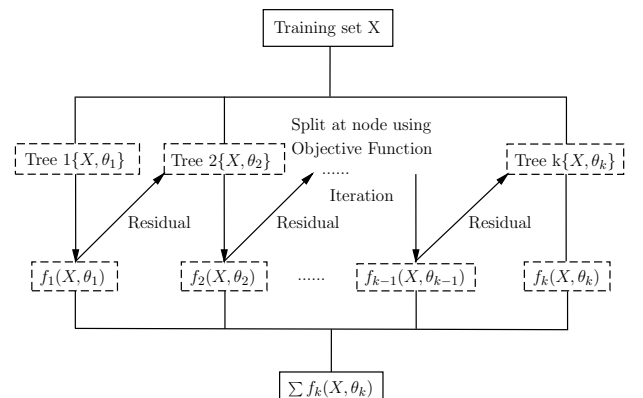 Training set X
Split at node using
Objective Function
Tree 1{X, θ₁}
Tree 2{X, θ₂}
......
Tree k{X, θₖ}
Iteration
Residual
Residual
Residual
f₁(X, θ₁)
f₂(X, θ₂)
......
fₖ₋₁(X, θₖ₋₁)
fₖ(X, θₖ)
∑ fₖ(X, θₖ)